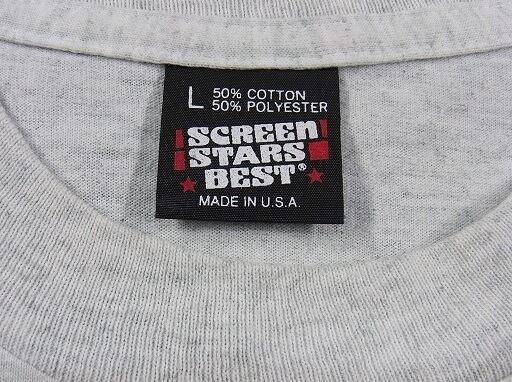 L 50% COTTON
50% POLYESTER
SCREEN
STARS
BEST®
MADE IN U.S.A.